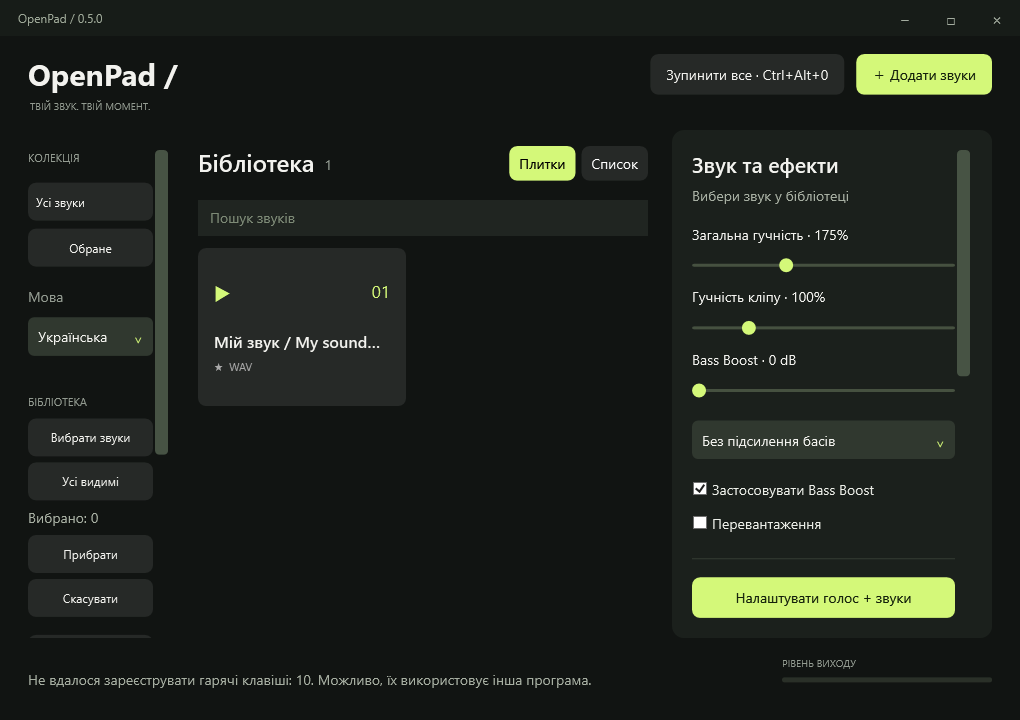 OpenPad / 0.5.0
OpenPad /
ТВІЙ ЗВУК. ТВІЙ МОМЕНТ.
Зупинити все · Ctrl+Alt+0
+ Додати звуки
КОЛЕКЦІЯ
Усі звуки
Обране
Мова
Українська
БІБЛІОТЕКА
Вибрати звуки
Усі видимі
Вибрано: 0
Прибрати
Скасувати
Бібліотека 1
Плитки
Список
Пошук звуків
01
Мій звук / My sound...
★ WAV
Звук та ефекти
Вибери звук у бібліотеці
Загальна гучність · 175%
Гучність кліпу · 100%
Bass Boost · 0 dB
Без підсилення басів
Застосовувати Bass Boost
Перевантаження
Налаштувати голос + звуки
Не вдалося зареєструвати гарячі клавіші: 10. Можливо, їх використовує інша програма.
РІВЕНЬ ВИХОДУ